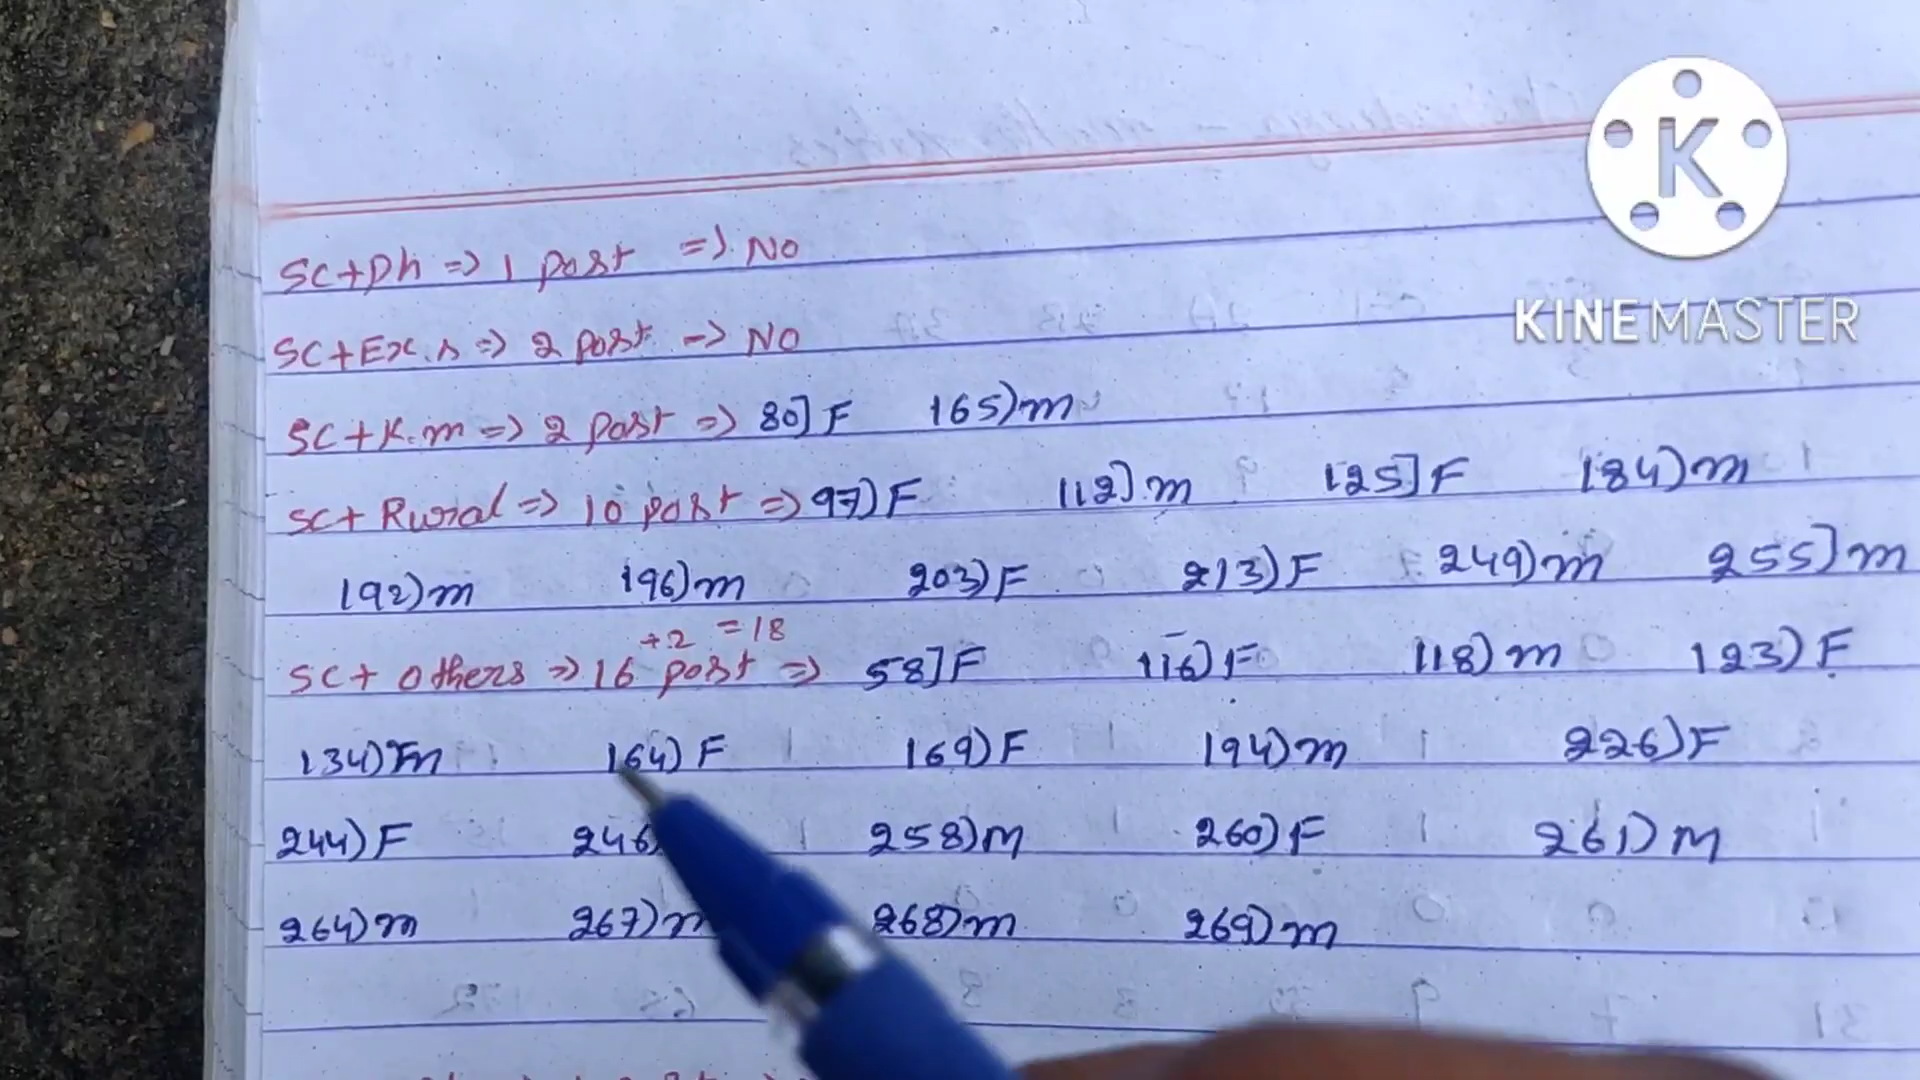 SC+Ph => 1 post => NO
SC+Ex.s => 2 post => NO
SC+K.m => 2 post => 80] F 165) m
SC+ Rural => 10 post => 97) F 112] m 125] F 184) m
192) m 196) m 203) F 213) F 249) m 255] m
+2 = 18
SC+ others => 16 post => 58] F 116) F 118) m 123) F
134) m 164) F 169) F 194) m 226) F
244) F 246) 258) M 260) F 261) M
264) m 267) m 268) m 269) m
K
KINEMASTER